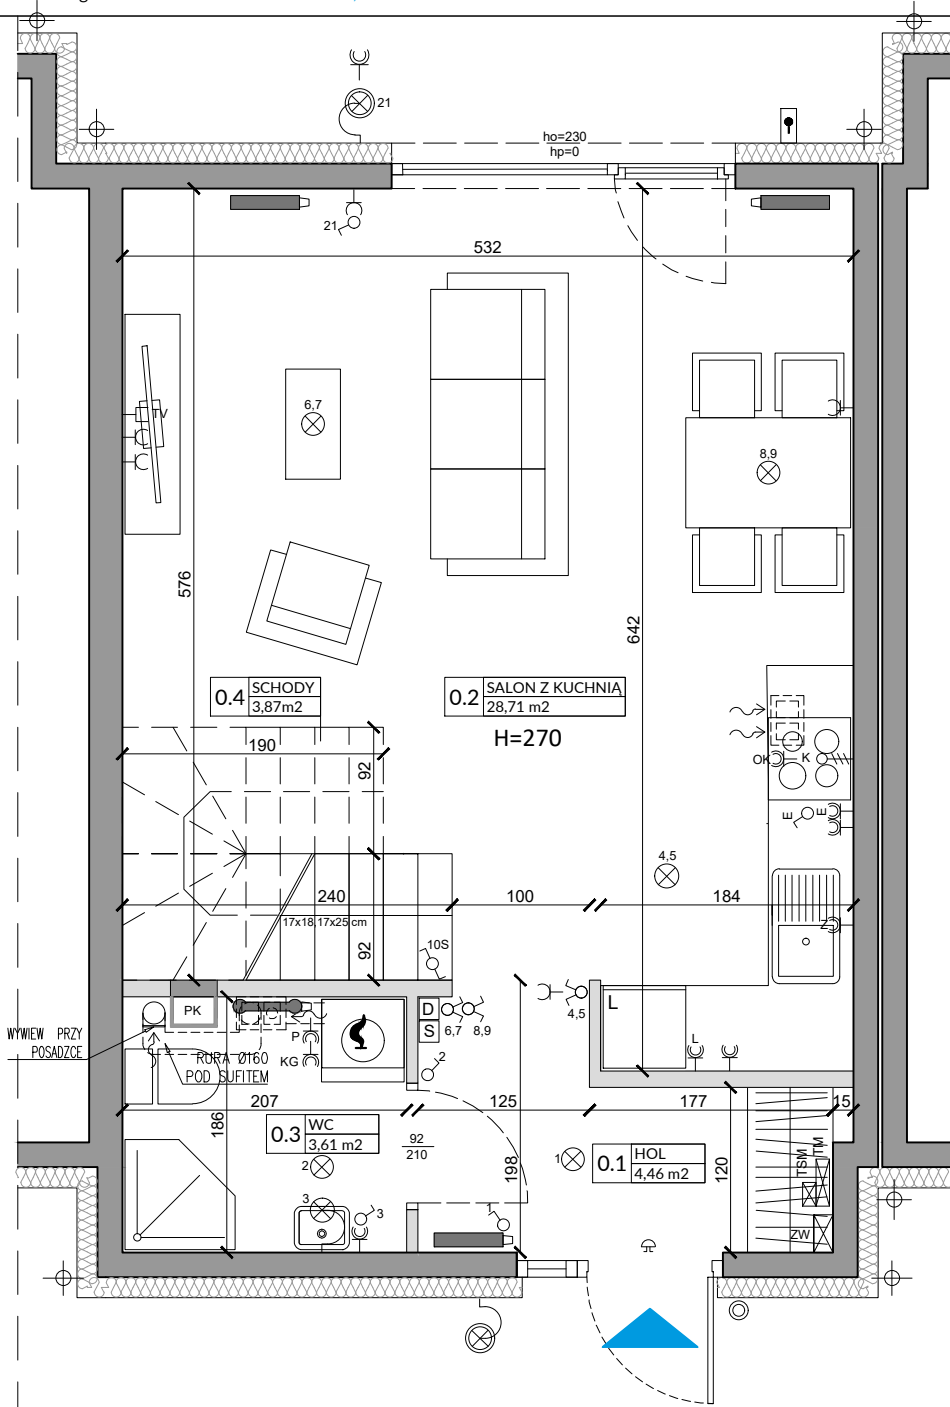 21
ho=230
hp=0
21
532
TV
6,7
8,9
576
642
0.4
SCHODY
3,87m2
0.2
SALON Z KUCHNIĄ
28,71 m2
H=270
190
92
OK
K
E
E
4,5
240
100
184
17x18,17x25 cm
92
10S
Z
PK
D
S
6,7
8,9
4,5
L
WYWIEW PRZY
POSADZCE
P
KG
RURA Ø160
POD SUFITEM
2
L
207
125
177
15
186
0.3
WC
3,61 m2
92
210
2
198
1
0.1
HOL
4,46 m2
120
TSM
TM
3
3
1
ZW